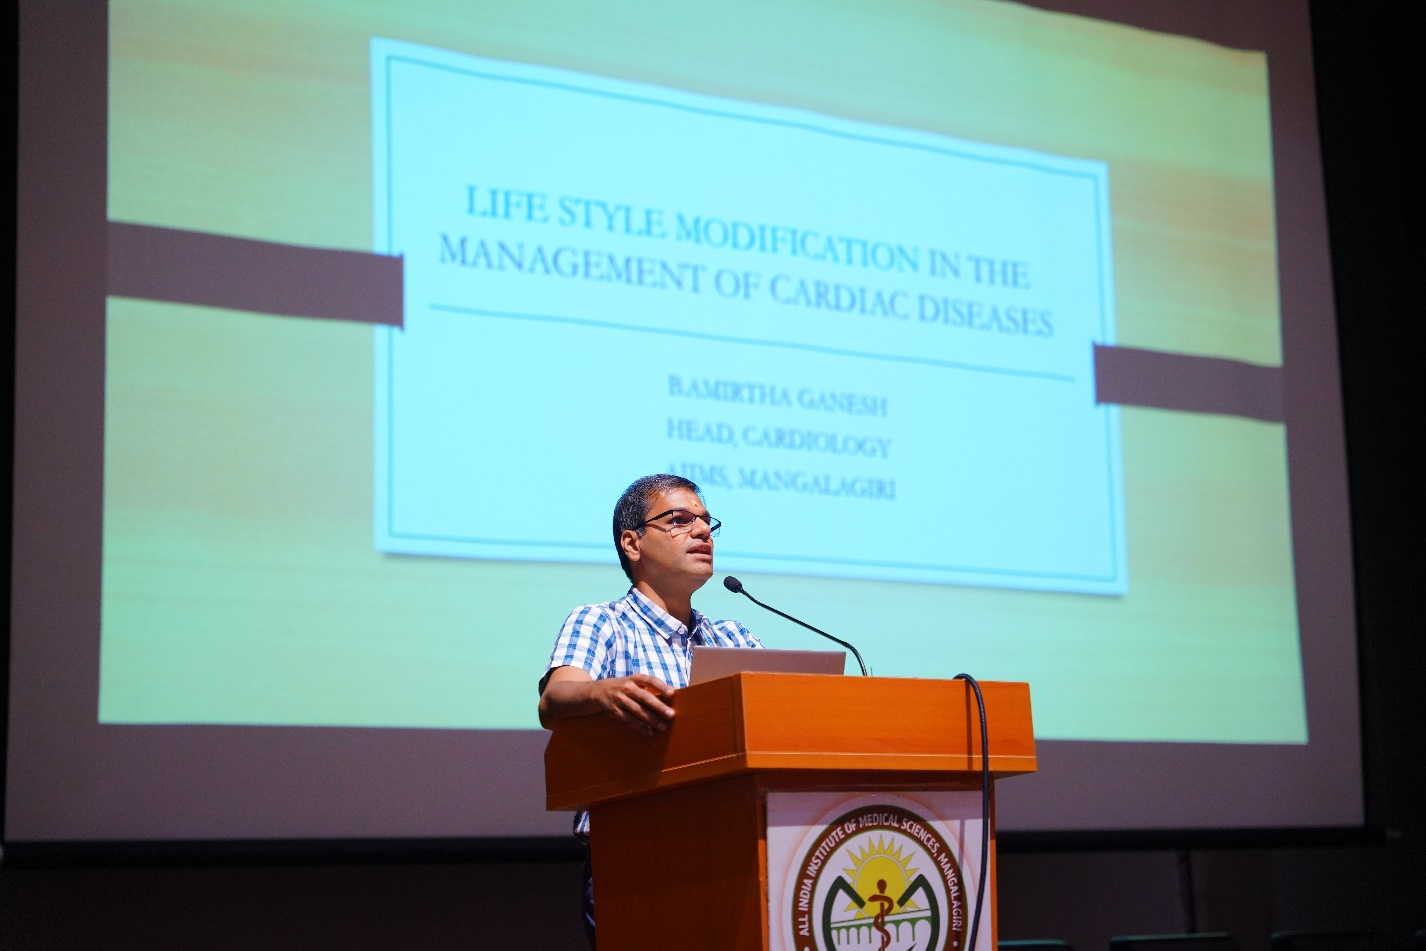 LIFE STYLE MODIFICATION IN THE
MANAGEMENT OF CARDIAC DISEASES
B.AMIRTHA GANESH
HEAD, CARDIOLOGY
AIIMS, MANGALAGIRI
ALL INDIA INSTITUTE OF MEDICAL SCIENCES, MANGALAGIRI